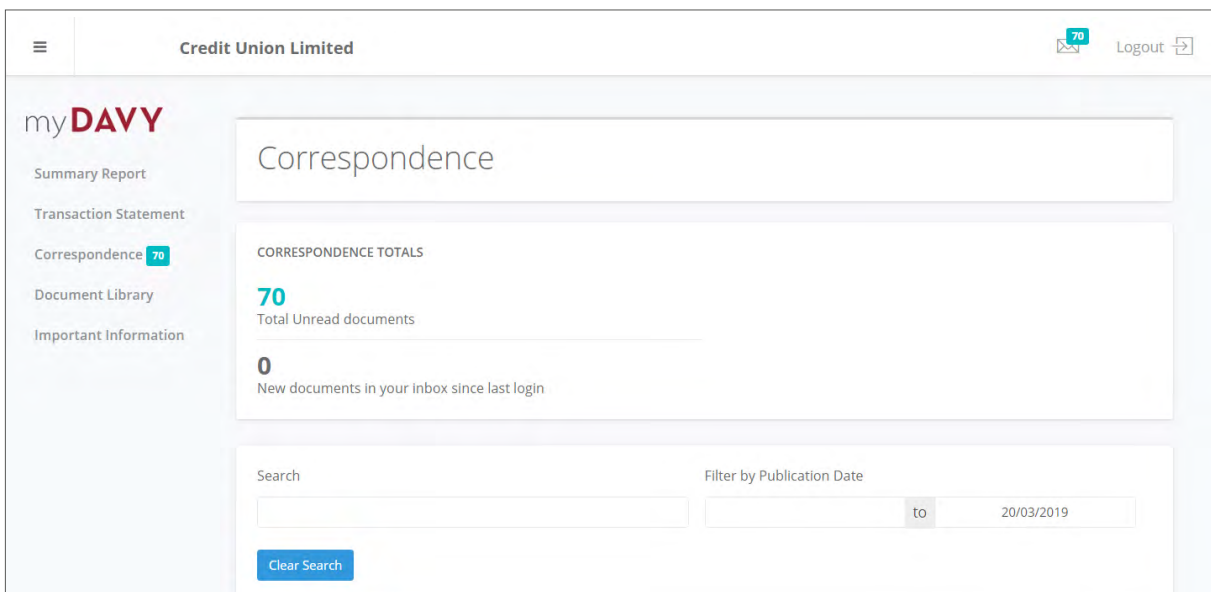 Credit Union Limited
70
Logout
myDAVY
Summary Report
Transaction Statement
Correspondence 70
Document Library
Important Information
Correspondence
CORRESPONDENCE TOTALS
70
Total Unread documents
0
New documents in your inbox since last login
Search
Filter by Publication Date
to 20/03/2019
Clear Search